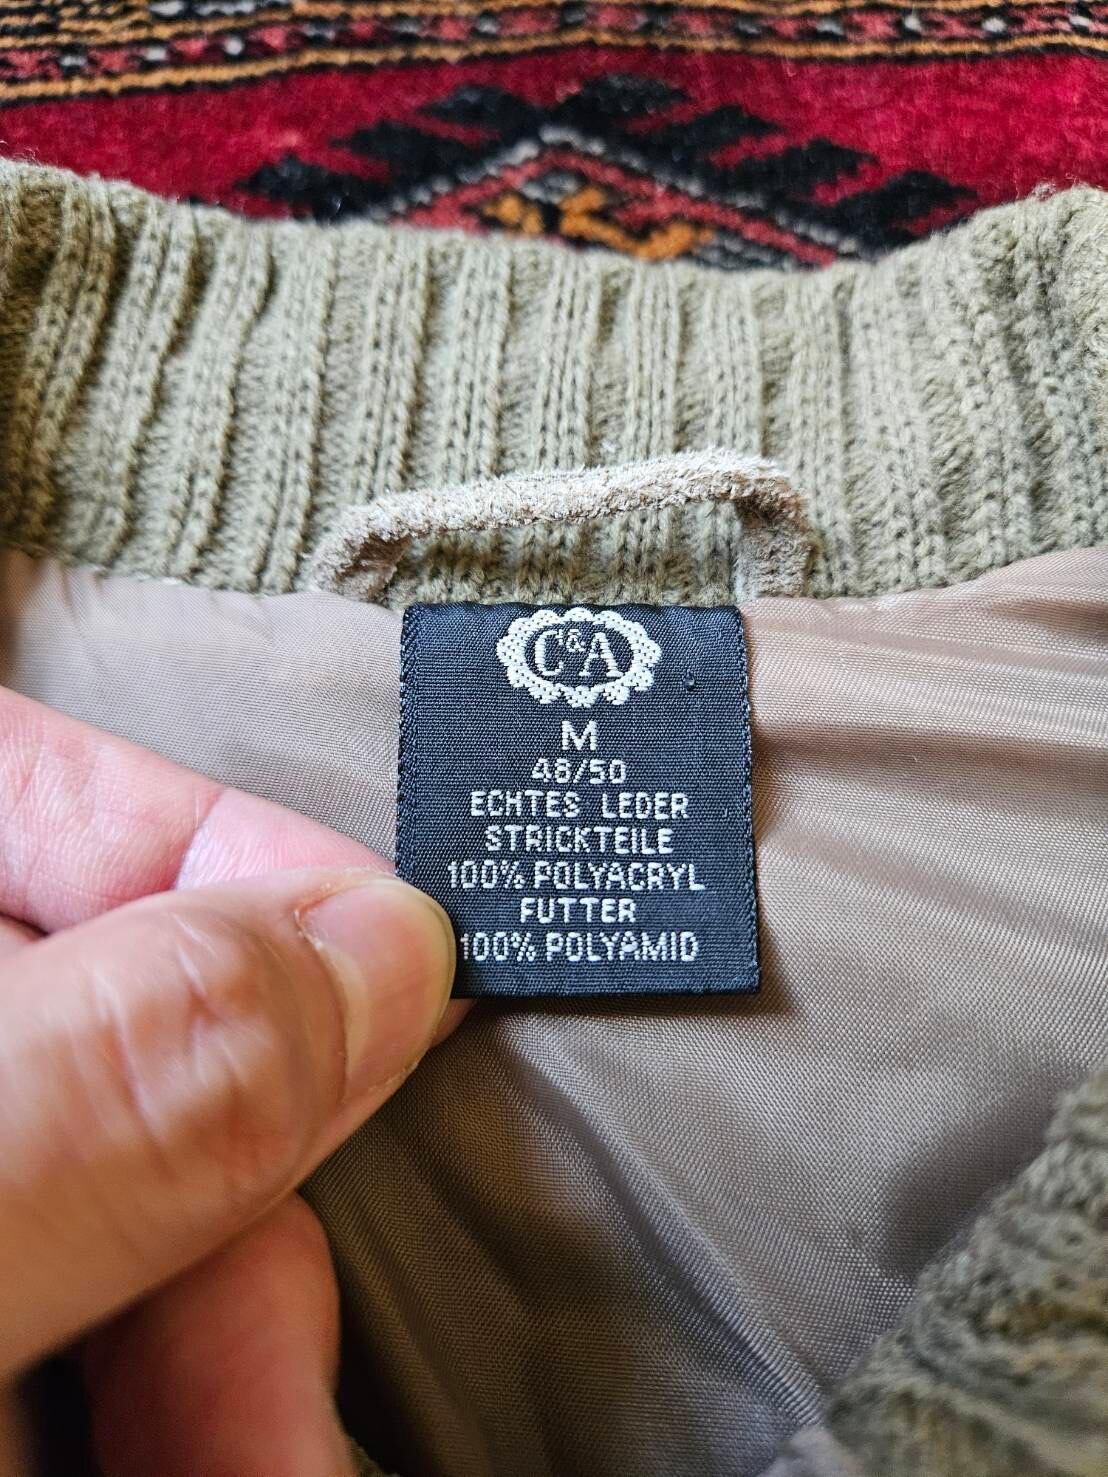 C&A
M
48/50
ECHTES LEDER
STRICKTEILE
100% POLYACRYL
FUTTER
100% POLYAMID